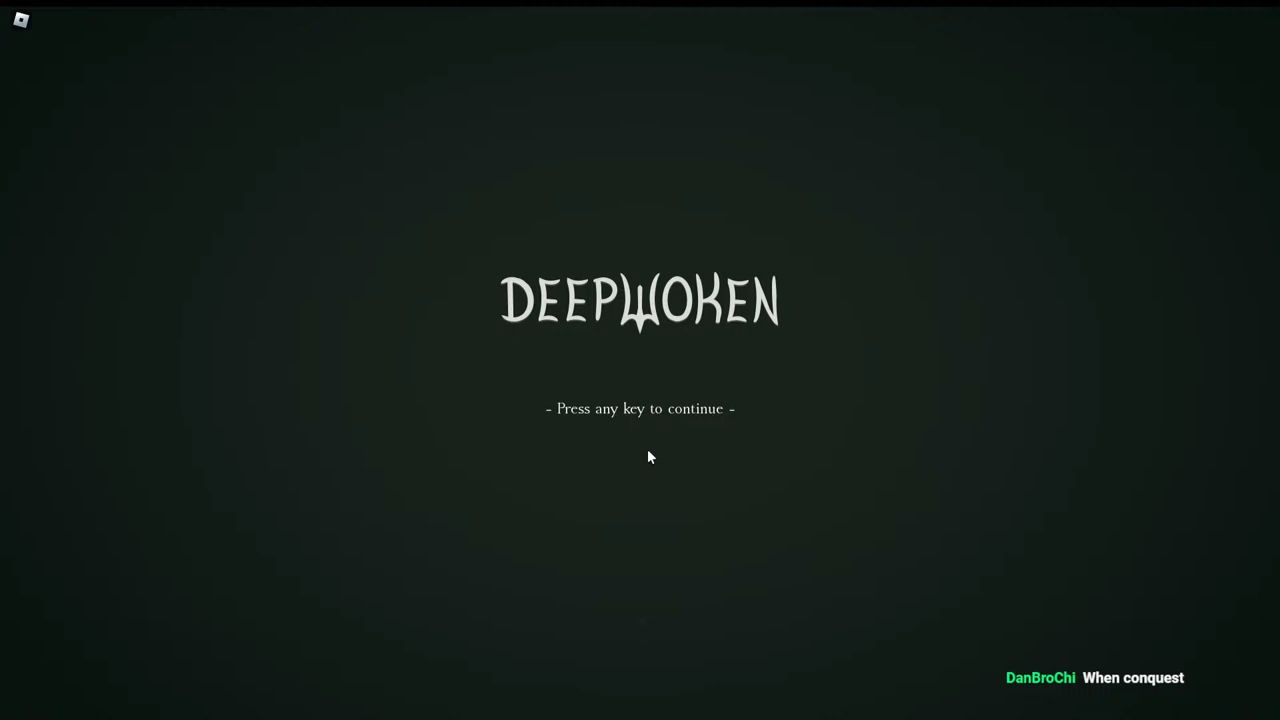 DEEPWOKEN
- Press any key to continue -
DanBroChi When conquest